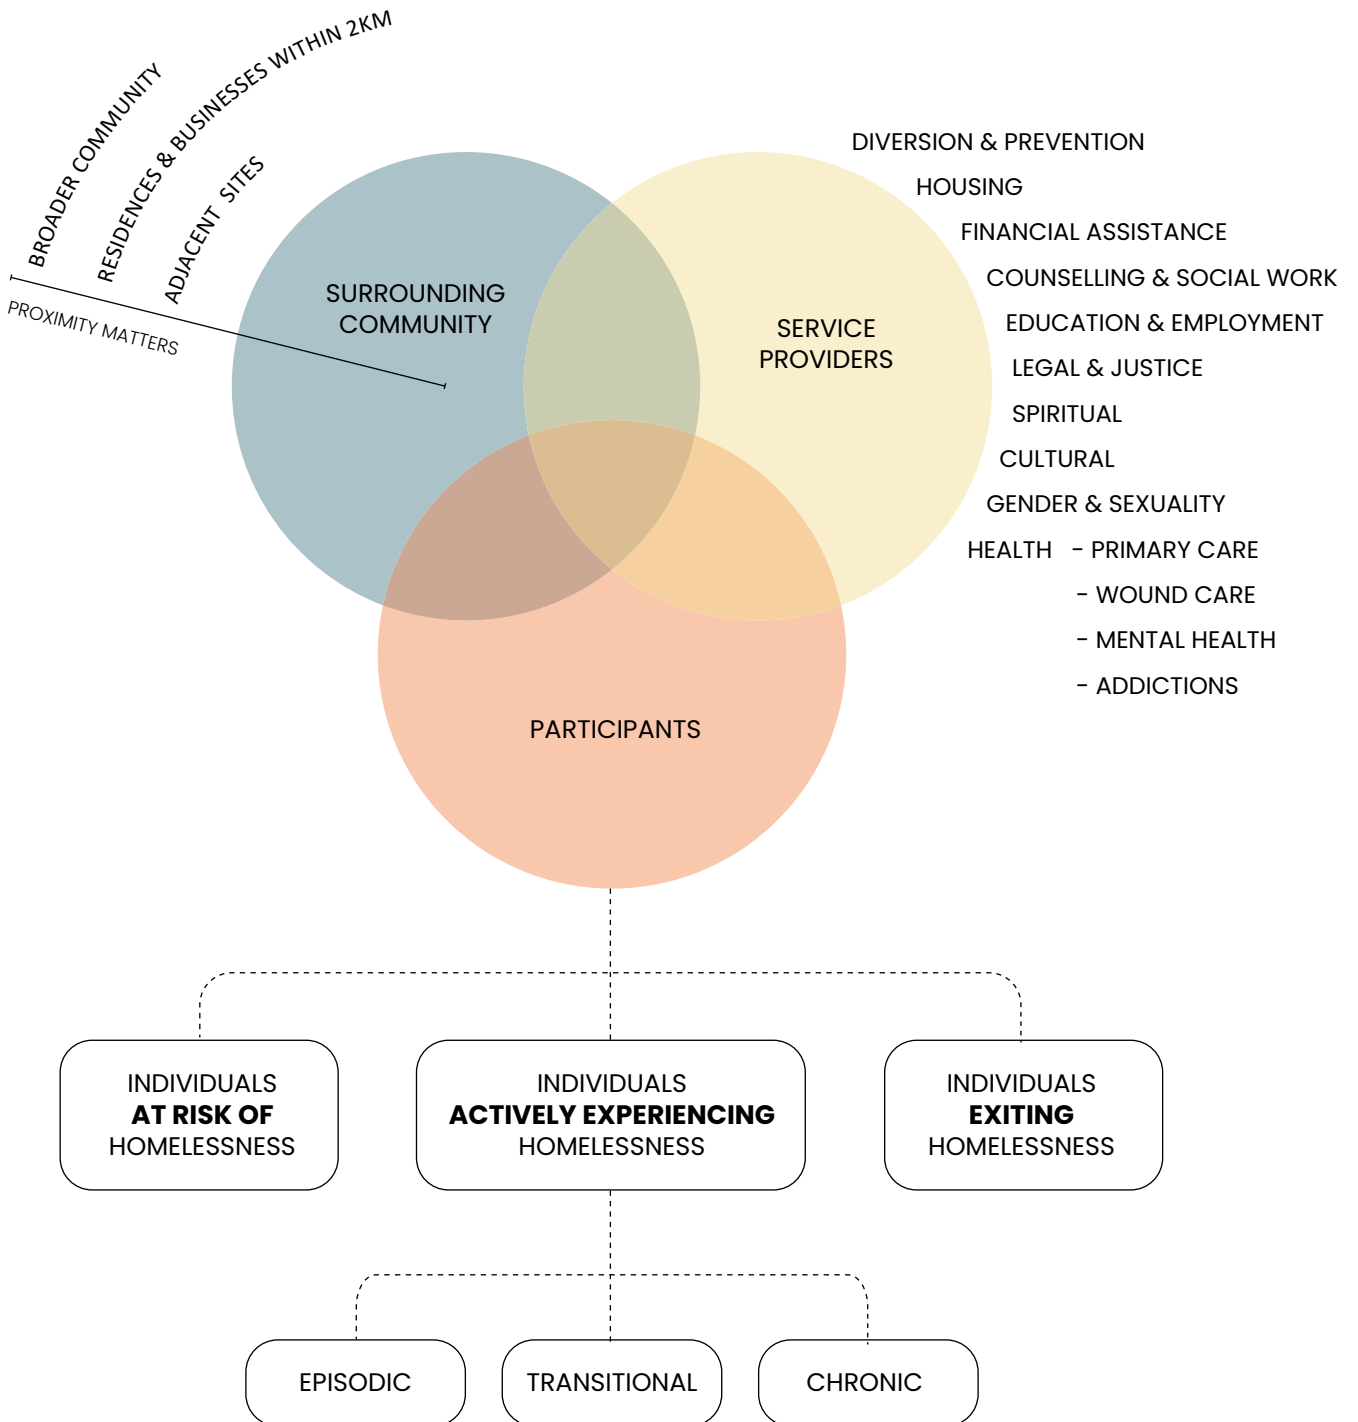 BROADER COMMUNITY
RESIDENCES & BUSINESSES WITHIN 2KM
ADJACENT SITES
PROXIMITY MATTERS
SURROUNDING
COMMUNITY
SERVICE
PROVIDERS
DIVERSION & PREVENTION
HOUSING
FINANCIAL ASSISTANCE
COUNSELLING & SOCIAL WORK
EDUCATION & EMPLOYMENT
LEGAL & JUSTICE
SPIRITUAL
CULTURAL
GENDER & SEXUALITY
HEALTH - PRIMARY CARE
- WOUND CARE
- MENTAL HEALTH
- ADDICTIONS
PARTICIPANTS
INDIVIDUALS
AT RISK OF
HOMELESSNESS
INDIVIDUALS
ACTIVELY EXPERIENCING
HOMELESSNESS
INDIVIDUALS
EXITING
HOMELESSNESS
EPISODIC
TRANSITIONAL
CHRONIC